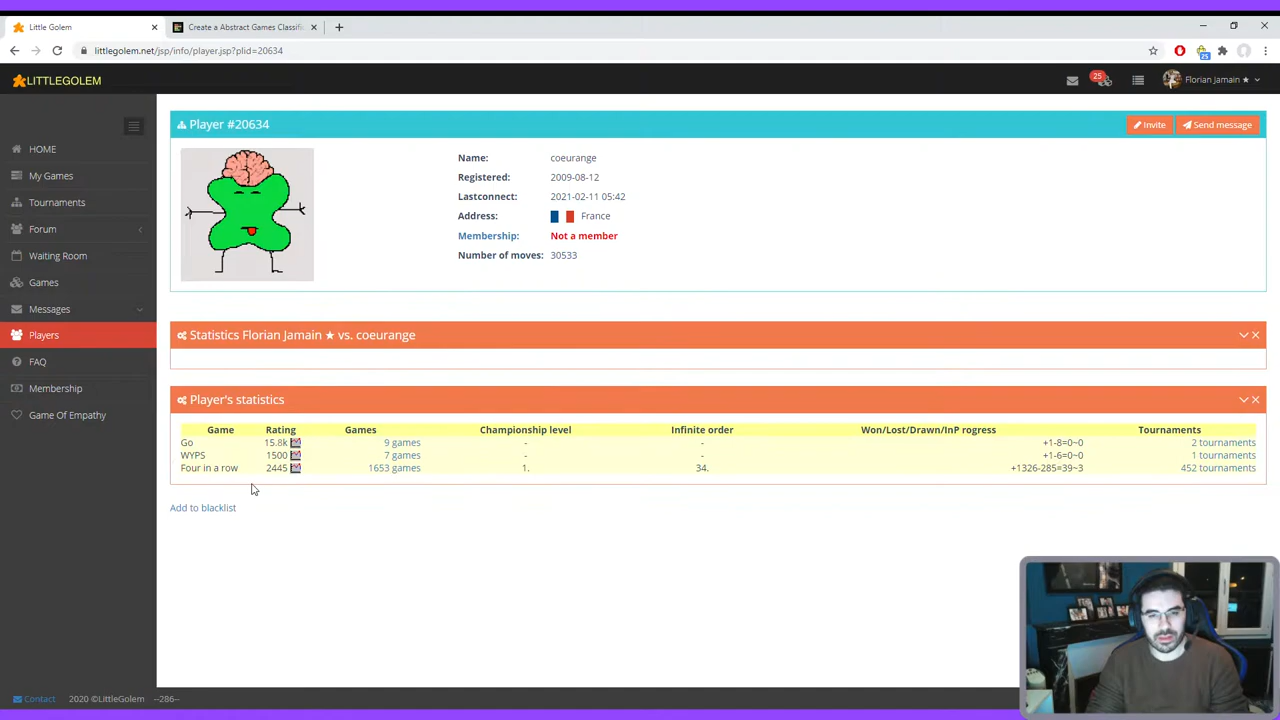 Little Golem
Create a Abstract Games Classifi
littlegolem.net/jsp/info/player.jsp?plid=20634
25
LITTLEGOLEM
25
Florian Jamain ★
HOME
My Games
Tournaments
Forum
Waiting Room
Games
Messages
Players
FAQ
Membership
Game Of Empathy
Player #20634
Invite
Send message
Name: coeurange
Registered: 2009-08-12
Lastconnect: 2021-02-11 05:42
Address: France
Membership: Not a member
Number of moves: 30533
Statistics Florian Jamain ★ vs. coeurange
Player's statistics
Game Rating Games Championship level Infinite order Won/Lost/Drawn/InP rogress Tournaments
Go 15.8k 9 games - - +1-8=0~0 2 tournaments
WYPS 1500 7 games - - +1-6=0~0 1 tournaments
Four in a row 2445 1653 games 1. 34. +1326-285=39~3 452 tournaments
Add to blacklist
Contact 2020 ©LittleGolem --286--